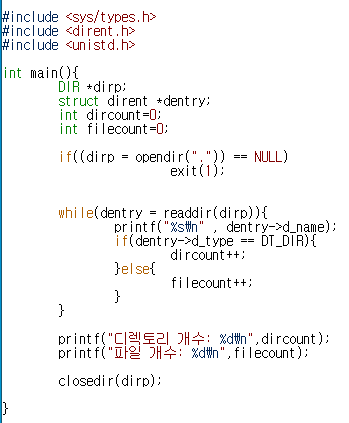 #include <sys/types.h>
#include <dirent.h>
#include <unistd.h>
int main(){
DIR *dirp;
struct dirent *dentry;
int dircount=0;
int filecount=0;
if((dirp = opendir(".")) == NULL)
exit(1);
while(dentry = readdir(dirp)){
printf("%s₩n" , dentry->d_name);
if(dentry->d_type == DT_DIR){
dircount++;
}else{
filecount++;
}
}
printf("디렉토리 개수: %d₩n",dircount);
printf("파일 개수: %d₩n",filecount);
closedir(dirp);
}